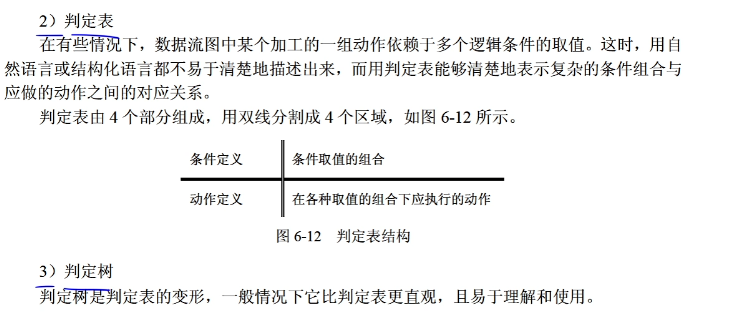 2）判定表
在有些情况下，数据流图中某个加工的一组动作依赖于多个逻辑条件的取值。这时，用自
然语言或结构化语言都不易于清楚地描述出来，而用判定表能够清楚地表示复杂的条件组合与
应做的动作之间的对应关系。
判定表由 4 个部分组成，用双线分割成 4 个区域，如图 6-12 所示。
条件定义 条件取值的组合
动作定义 在各种取值的组合下应执行的动作
图 6-12 判定表结构
3）判定树
判定树是判定表的变形，一般情况下它比判定表更直观，且易于理解和使用。